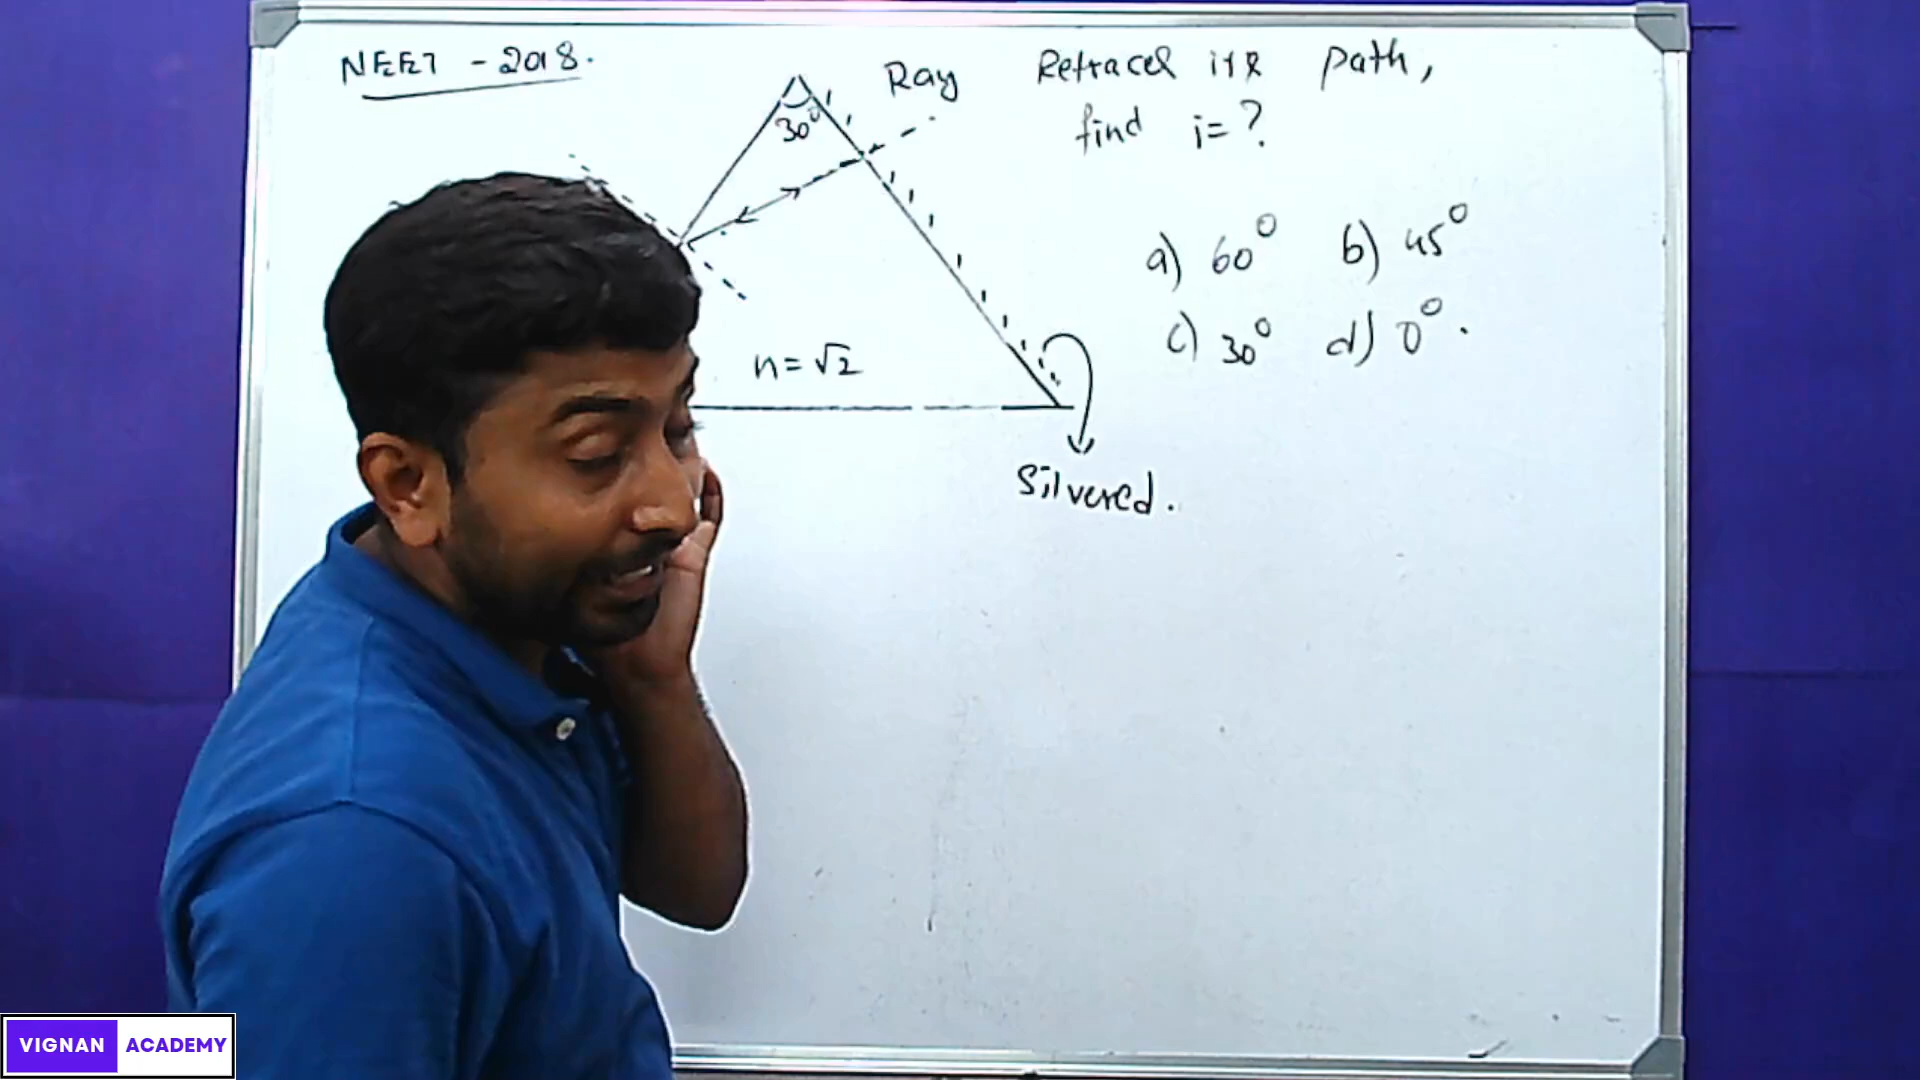 NEET - 2018.
Ray Retraces its path,
find i = ?
30°
a) 60° b) 45°
c) 30° d) 0°.
n = √2
Silvered.
VIGNAN ACADEMY